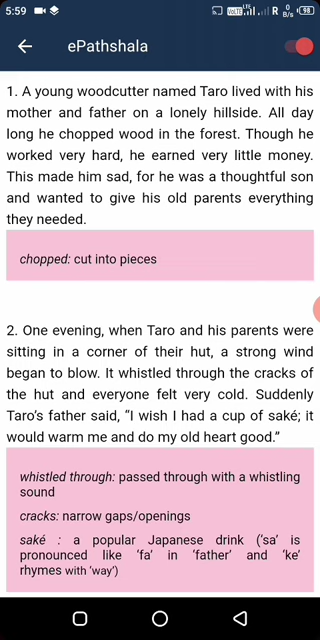 5:59
VoLTE LTE R 0 B/s 98
ePathshala
1. A young woodcutter named Taro lived with his
mother and father on a lonely hillside. All day
long he chopped wood in the forest. Though he
worked very hard, he earned very little money.
This made him sad, for he was a thoughtful son
and wanted to give his old parents everything
they needed.
chopped: cut into pieces
2. One evening, when Taro and his parents were
sitting in a corner of their hut, a strong wind
began to blow. It whistled through the cracks of
the hut and everyone felt very cold. Suddenly
Taro’s father said, “I wish I had a cup of saké; it
would warm me and do my old heart good.”
whistled through: passed through with a whistling
sound
cracks: narrow gaps/openings
saké : a popular Japanese drink (‘sa’ is
pronounced like ‘fa’ in ‘father’ and ‘ke’
rhymes with ‘way’)